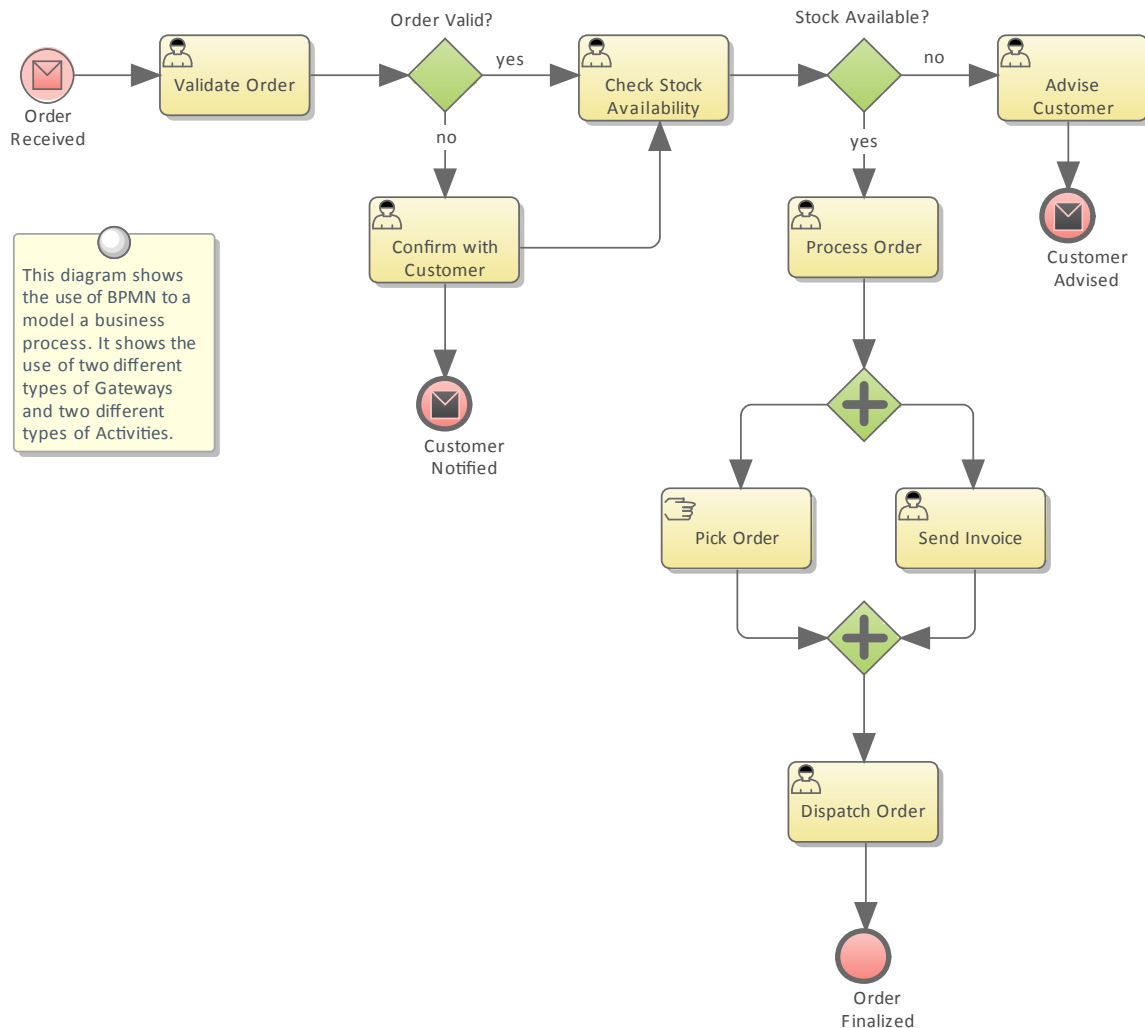 Order Valid?
Stock Available?
Validate Order
yes
Check Stock
Availability
no
Advise
Customer
Order
Received
no
yes
Confirm with
Customer
Process Order
Customer
Advised
This diagram shows
the use of BPMN to a
model a business
process. It shows the
use of two different
types of Gateways
and two different
types of Activities.
Customer
Notified
Pick Order
Send Invoice
Dispatch Order
Order
Finalized